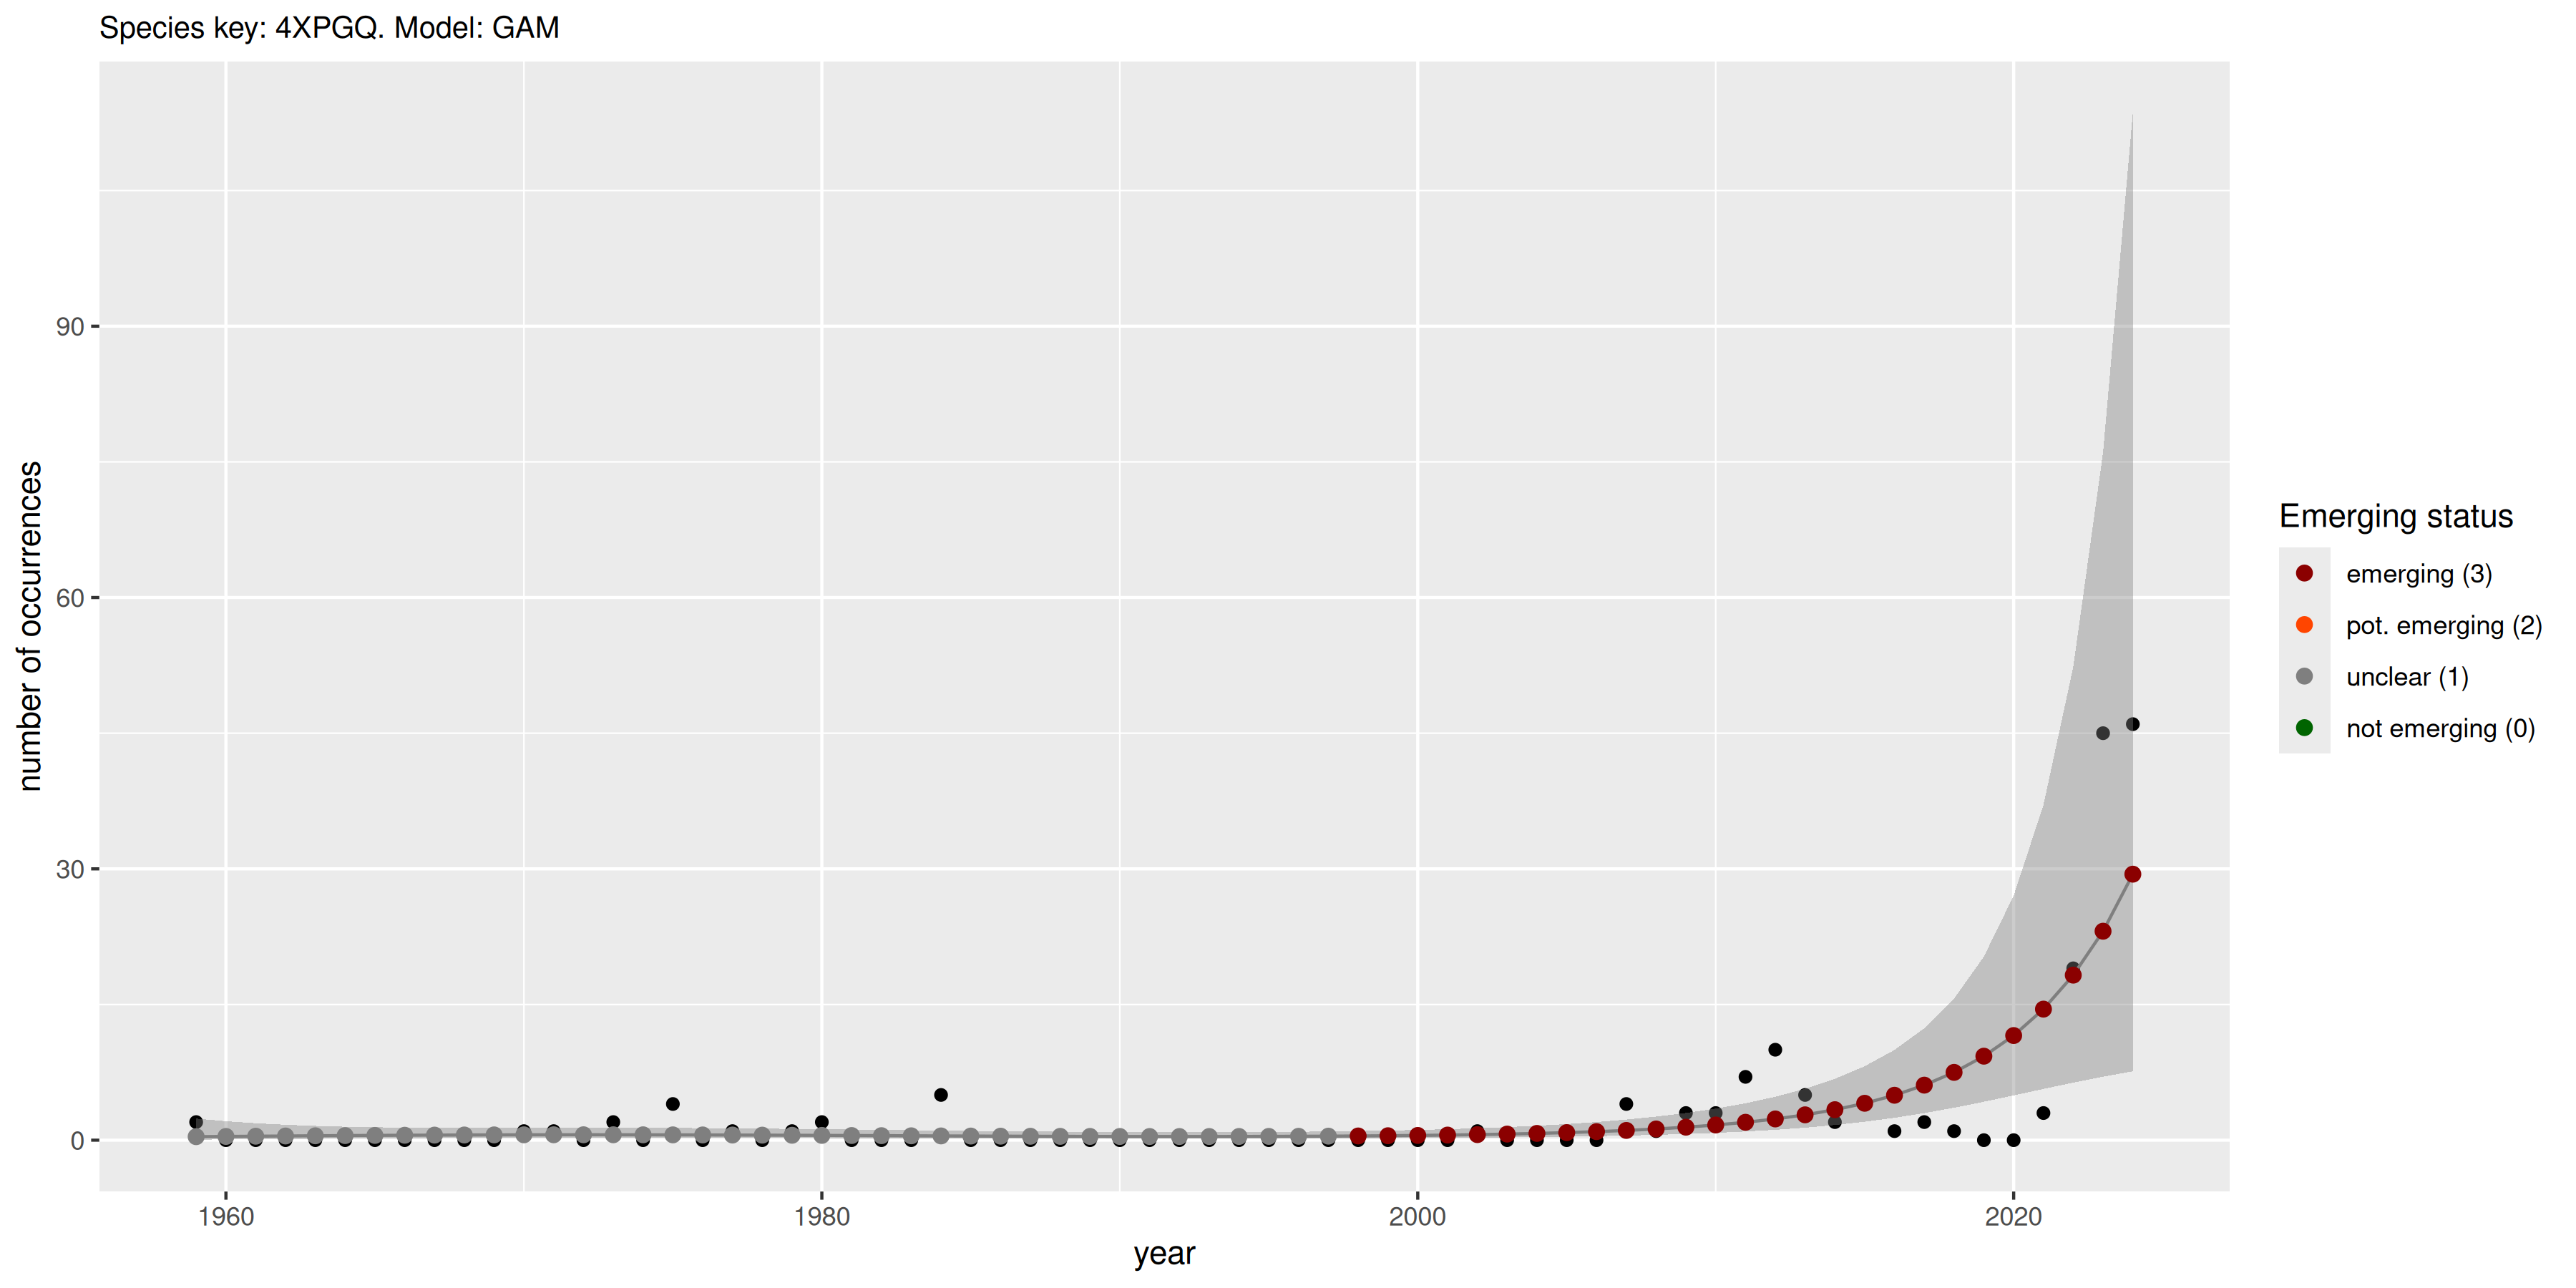 Species key: 4XPGQ. Model: GAM
number of occurrences
90
60
30
0
1960
1980
2000
2020
year
Emerging status
emerging (3)
pot. emerging (2)
unclear (1)
not emerging (0)